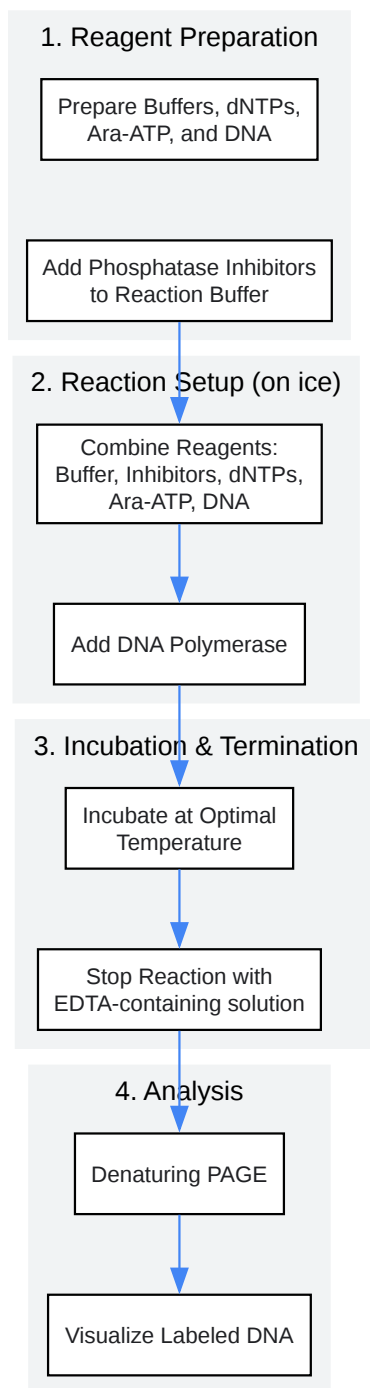 1. Reagent Preparation
Prepare Buffers, dNTPs,
Ara-ATP, and DNA
Add Phosphatase Inhibitors
to Reaction Buffer
2. Reaction Setup (on ice)
Combine Reagents:
Buffer, Inhibitors, dNTPs,
Ara-ATP, DNA
Add DNA Polymerase
3. Incubation & Termination
Incubate at Optimal
Temperature
Stop Reaction with
EDTA-containing solution
4. Analysis
Denaturing PAGE
Visualize Labeled DNA